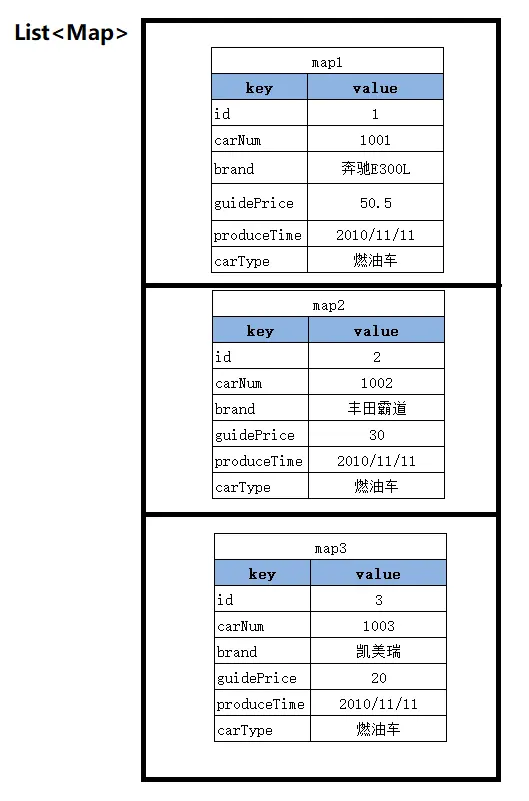 List<Map>
map1
key value
id 1
carNum 1001
brand 奔驰E300L
guidePrice 50.5
produceTime 2010/11/11
carType 燃油车
map2
key value
id 2
carNum 1002
brand 丰田霸道
guidePrice 30
produceTime 2010/11/11
carType 燃油车
map3
key value
id 3
carNum 1003
brand 凯美瑞
guidePrice 20
produceTime 2010/11/11
carType 燃油车